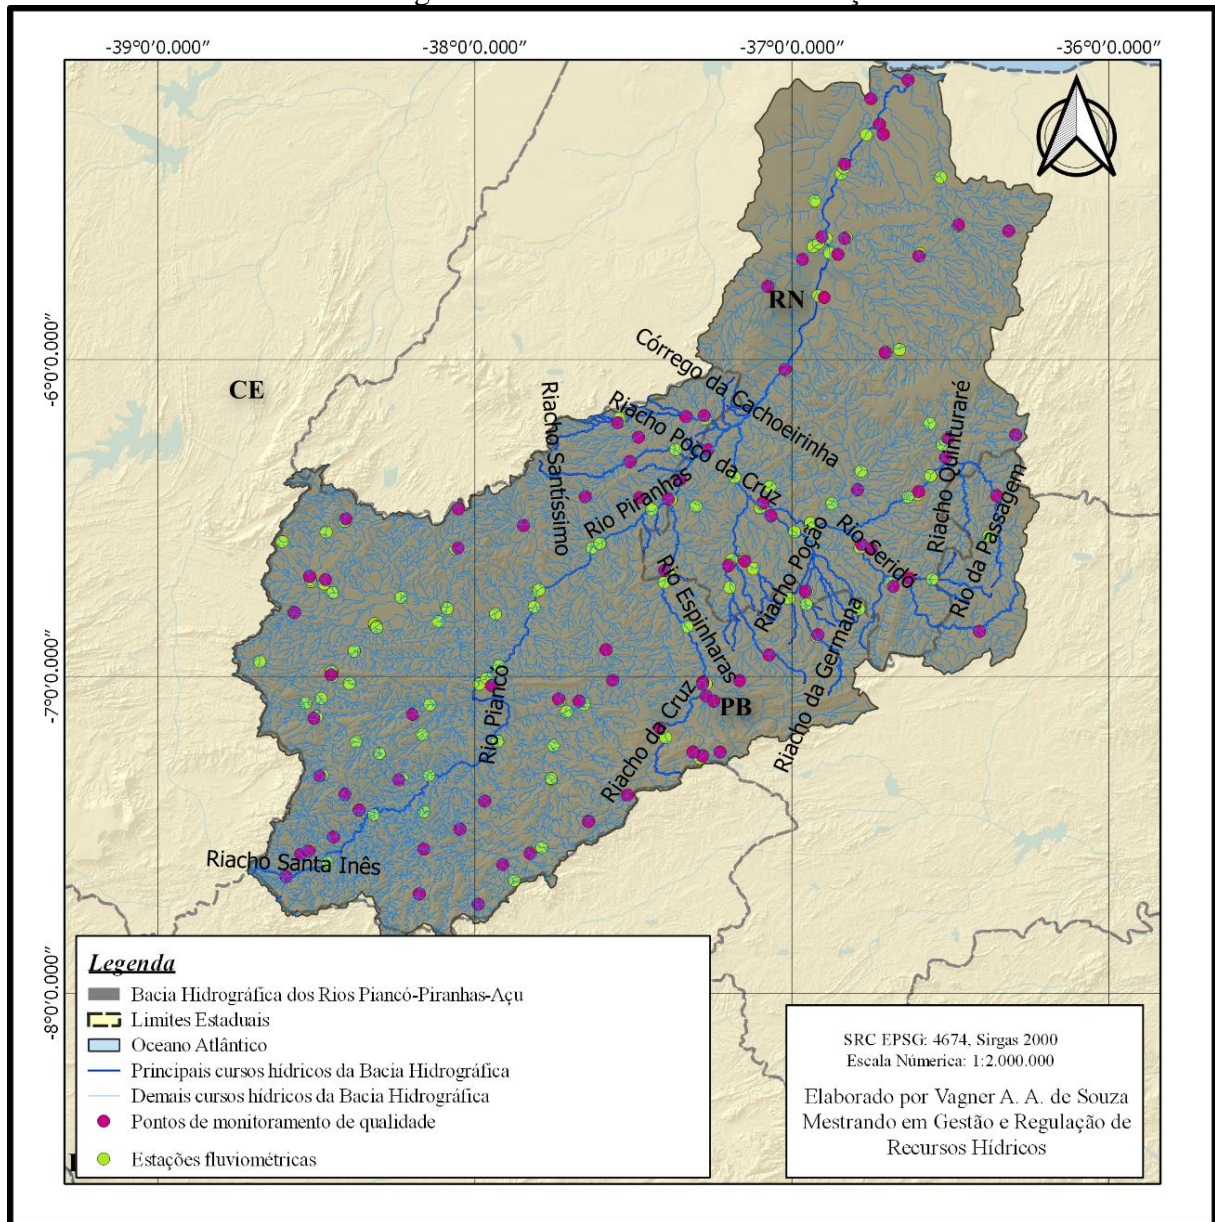 -39°0′0.000″
-38°0′0.000″
-37°0′0.000″
-36°0′0.000″
-6°0′0.000″
-7°0′0.000″
-8°0′0.000″
RN
CE
PB
Córrego da Cachoeirinha
Riacho Poço da Cruz
Riacho Santíssimo
Riacho Quinturaré
Rio Piranhas
Riacho da Passagem
Rio Seridó
Riacho Poção
Rio Espinharas
Riacho da Germana
Rio Piancó
Riacho da Cruz
Riacho Santa Inês
Legenda
Bacia Hidrográfica dos Rios Piancó-Piranhas-Açu
Limites Estaduais
Oceano Atlântico
Principais cursos hídricos da Bacia Hidrográfica
Demais cursos hídricos da Bacia Hidrográfica
Pontos de monitoramento de qualidade
Estações fluviométricas
SRC EPSG: 4674, Sirgas 2000
Escala Númerica: 1:2.000.000
Elaborado por Vagner A. A. de Souza
Mestrando em Gestão e Regulação de
Recursos Hídricos